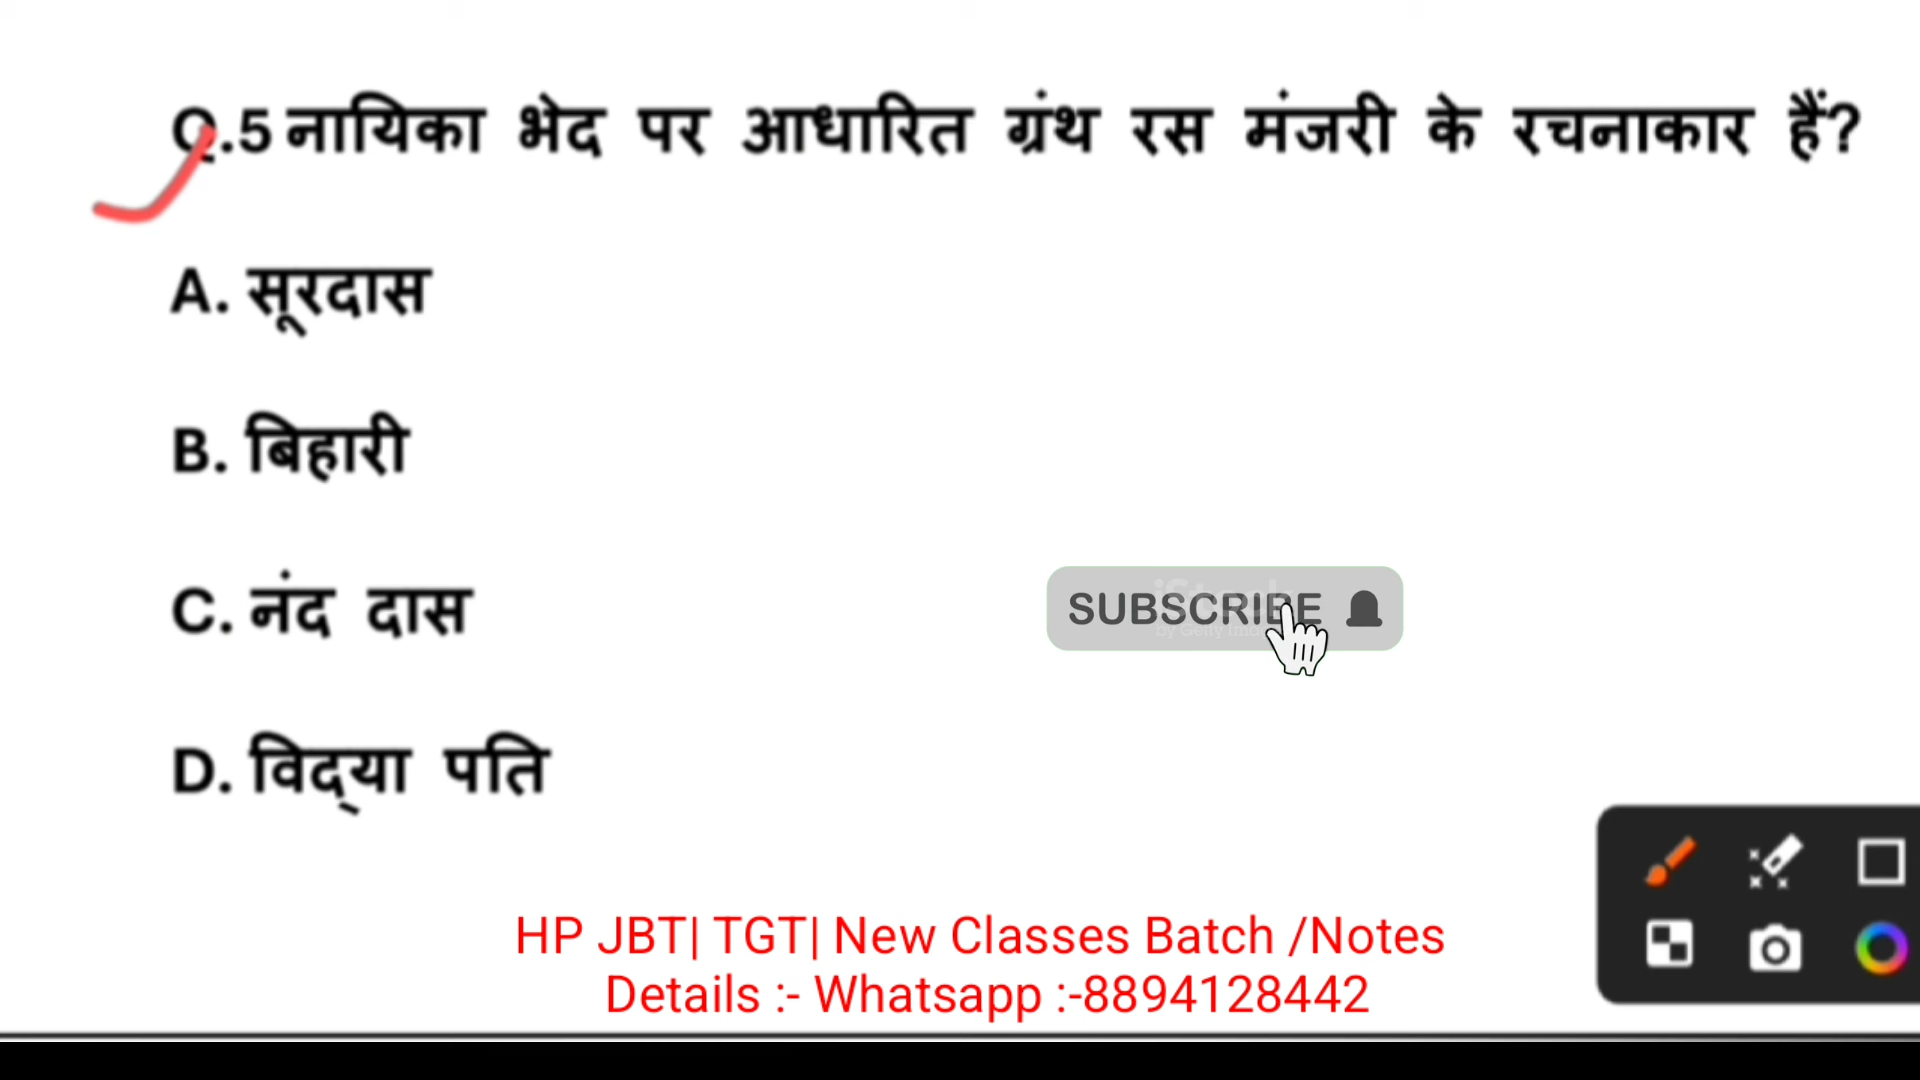 Q.5 नायिका भेद पर आधारित ग्रंथ रस मंजरी के रचनाकार हैं?
A. सूरदास
B. बिहारी
C. नंद दास
SUBSCRIBE
D. विद्‌या पति
HP JBT| TGT| New Classes Batch /Notes
Details :- Whatsapp :-8894128442